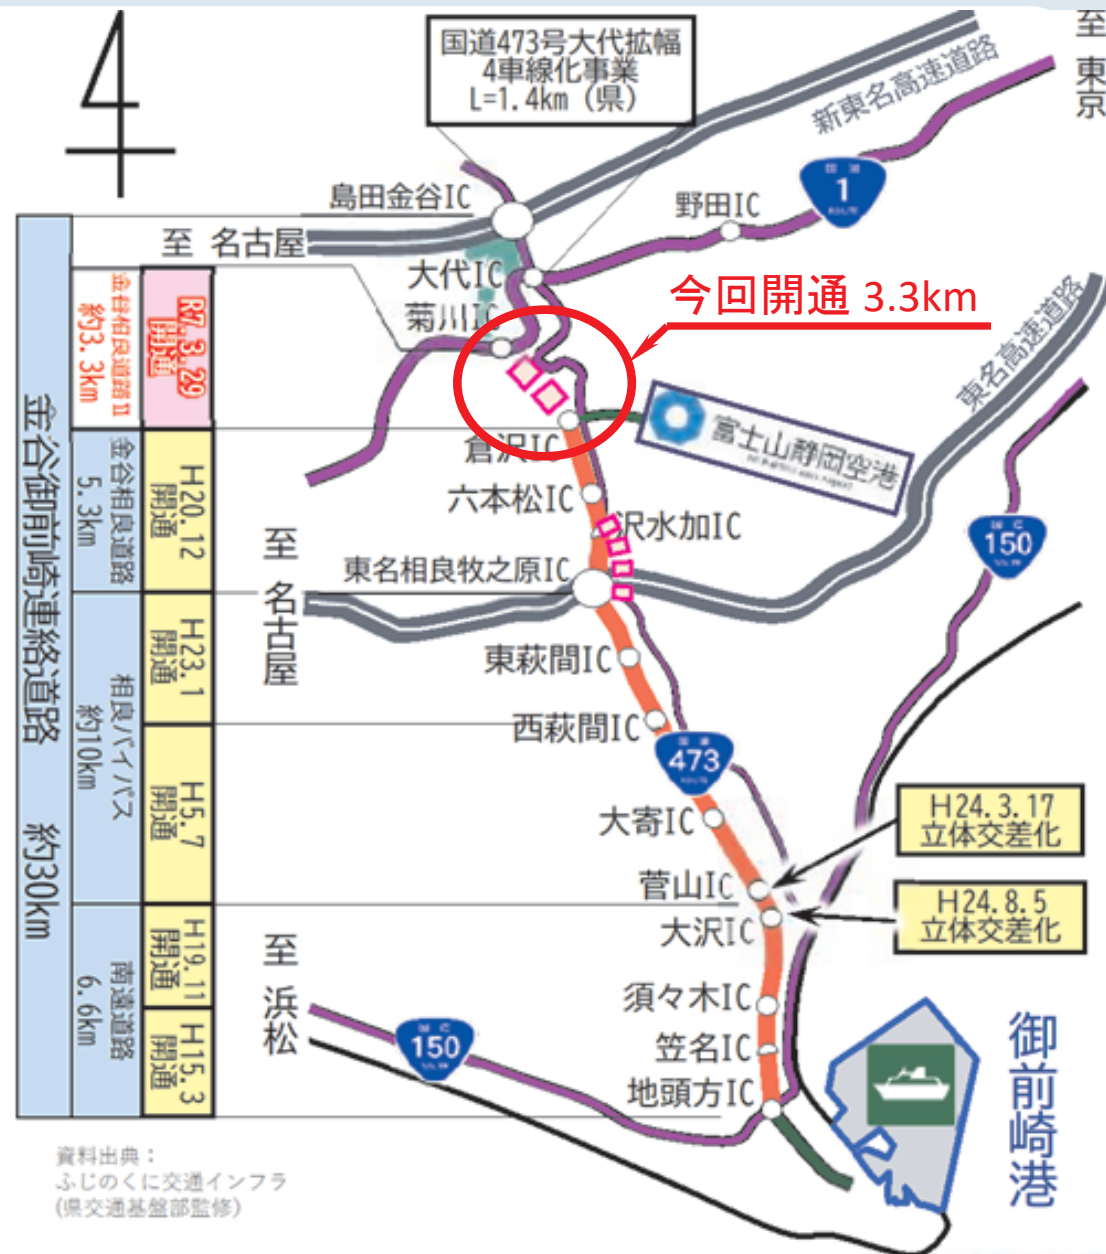 国道473号大代拡幅
4車線化事業
L=1.4km（県）
至 東京
新東名高速道路
国道
1
ROUTE
島田金谷IC
野田IC
至 名古屋
大代IC
菊川IC
今回開通 3.3km
東名高速道路
富士山静岡空港
倉沢IC
六本松IC
沢水加IC
東名相良牧之原IC
至 名古屋
150
東萩間IC
西萩間IC
473
大寄IC
H24.3.17
立体交差化
菅山IC
H24.8.5
立体交差化
大沢IC
須々木IC
笠名IC
地頭方IC
至 浜松
150
御前崎港
金谷御前崎連絡道路 約30km
金谷相良道路II
約3.3km
R7.3.29
開通
金谷相良道路
5.3km
H20.12
開通
相良バイパス
約10km
H23.1
開通
H5.7
開通
南遠道路
6.6km
H19.11
開通
H15.3
開通
資料出典：
ふじのくに交通インフラ
(県交通基盤部監修)